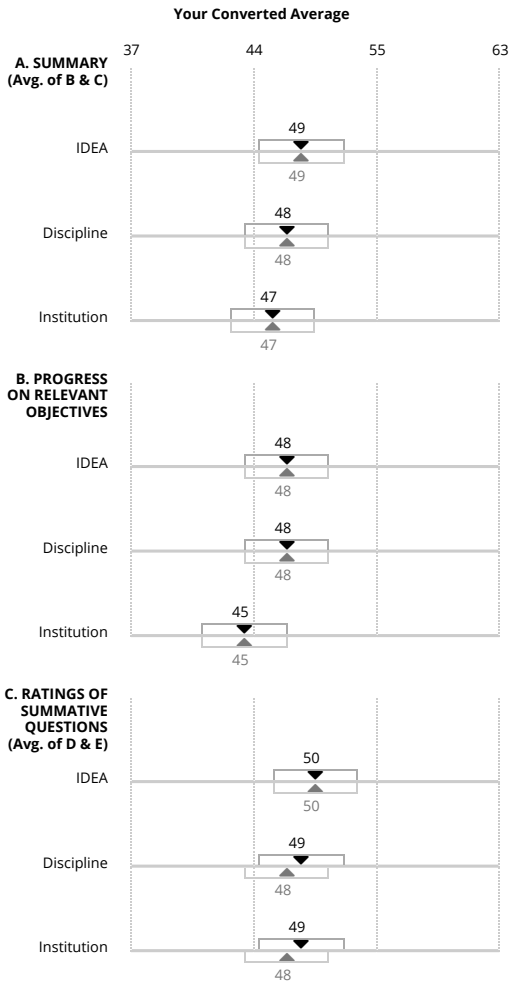 Your Converted Average
37 44 55 63
A. SUMMARY
(Avg. of B & C)
49
IDEA
49
48
Discipline
48
47
Institution
47
B. PROGRESS
ON RELEVANT
OBJECTIVES
48
IDEA
48
48
Discipline
48
45
Institution
45
C. RATINGS OF
SUMMATIVE
QUESTIONS
(Avg. of D & E)
50
IDEA
50
49
Discipline
48
49
Institution
48